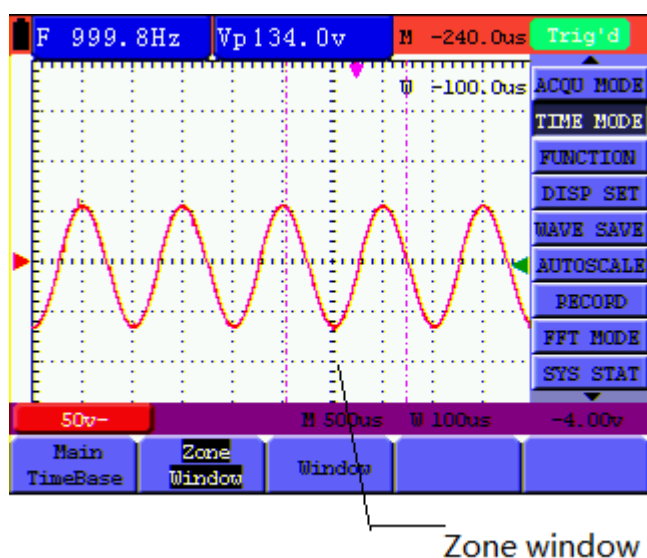 F 999.8Hz
Vp134.0v
M -240.0us
Trig'd
W -100.0us
ACQU MODE
TIME MODE
FUNCTION
DISP SET
WAVE SAVE
AUTOSCALE
RECORD
FFT MODE
SYS STAT
50v~
M 500us
W 100us
-4.00v
Main
TimeBase
Zone
Window
Window
Zone window